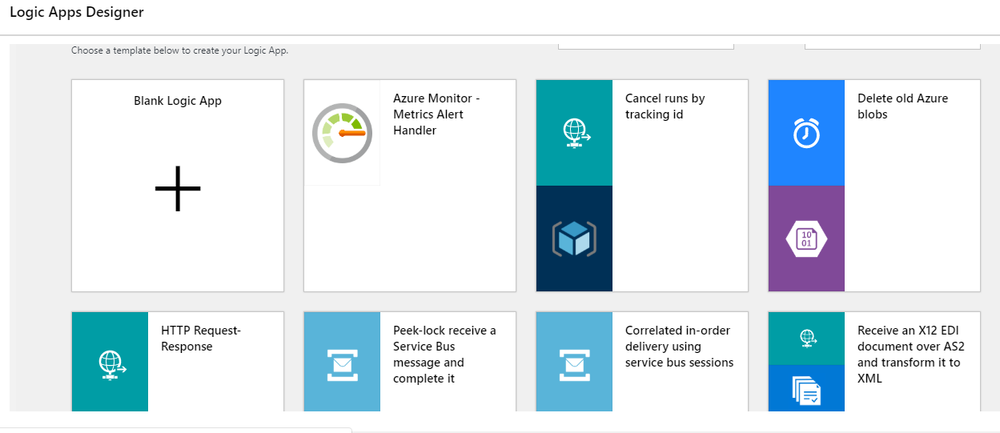 Logic Apps Designer
Choose a template below to create your Logic App.
Blank Logic App
Azure Monitor -
Metrics Alert
Handler
Cancel runs by
tracking id
Delete old Azure
blobs
10
01
HTTP Request-
Response
Peek-lock receive a
Service Bus
message and
complete it
Correlated in-order
delivery using
service bus sessions
Receive an X12 EDI
document over AS2
and transform it to
XML